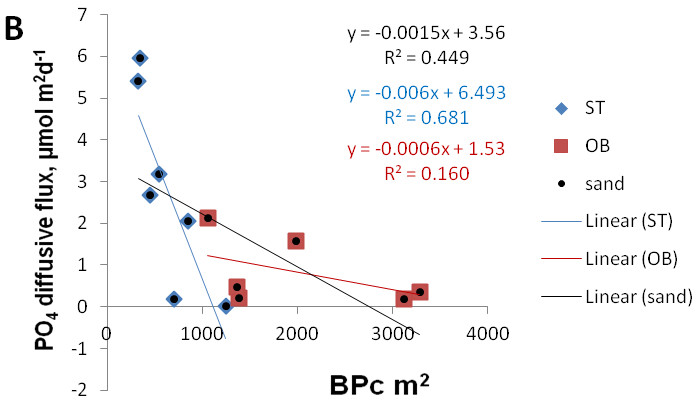 B
y = -0.0015x + 3.56
R² = 0.449
y = -0.006x + 6.493
R² = 0.681
y = -0.0006x + 1.53
R² = 0.160
PO₄ diffusive flux, µmol m²d⁻¹
7
6
5
4
3
2
1
0
-1
-2
0 1000 2000 3000 4000
BPc m²
ST
OB
sand
Linear (ST)
Linear (OB)
Linear (sand)